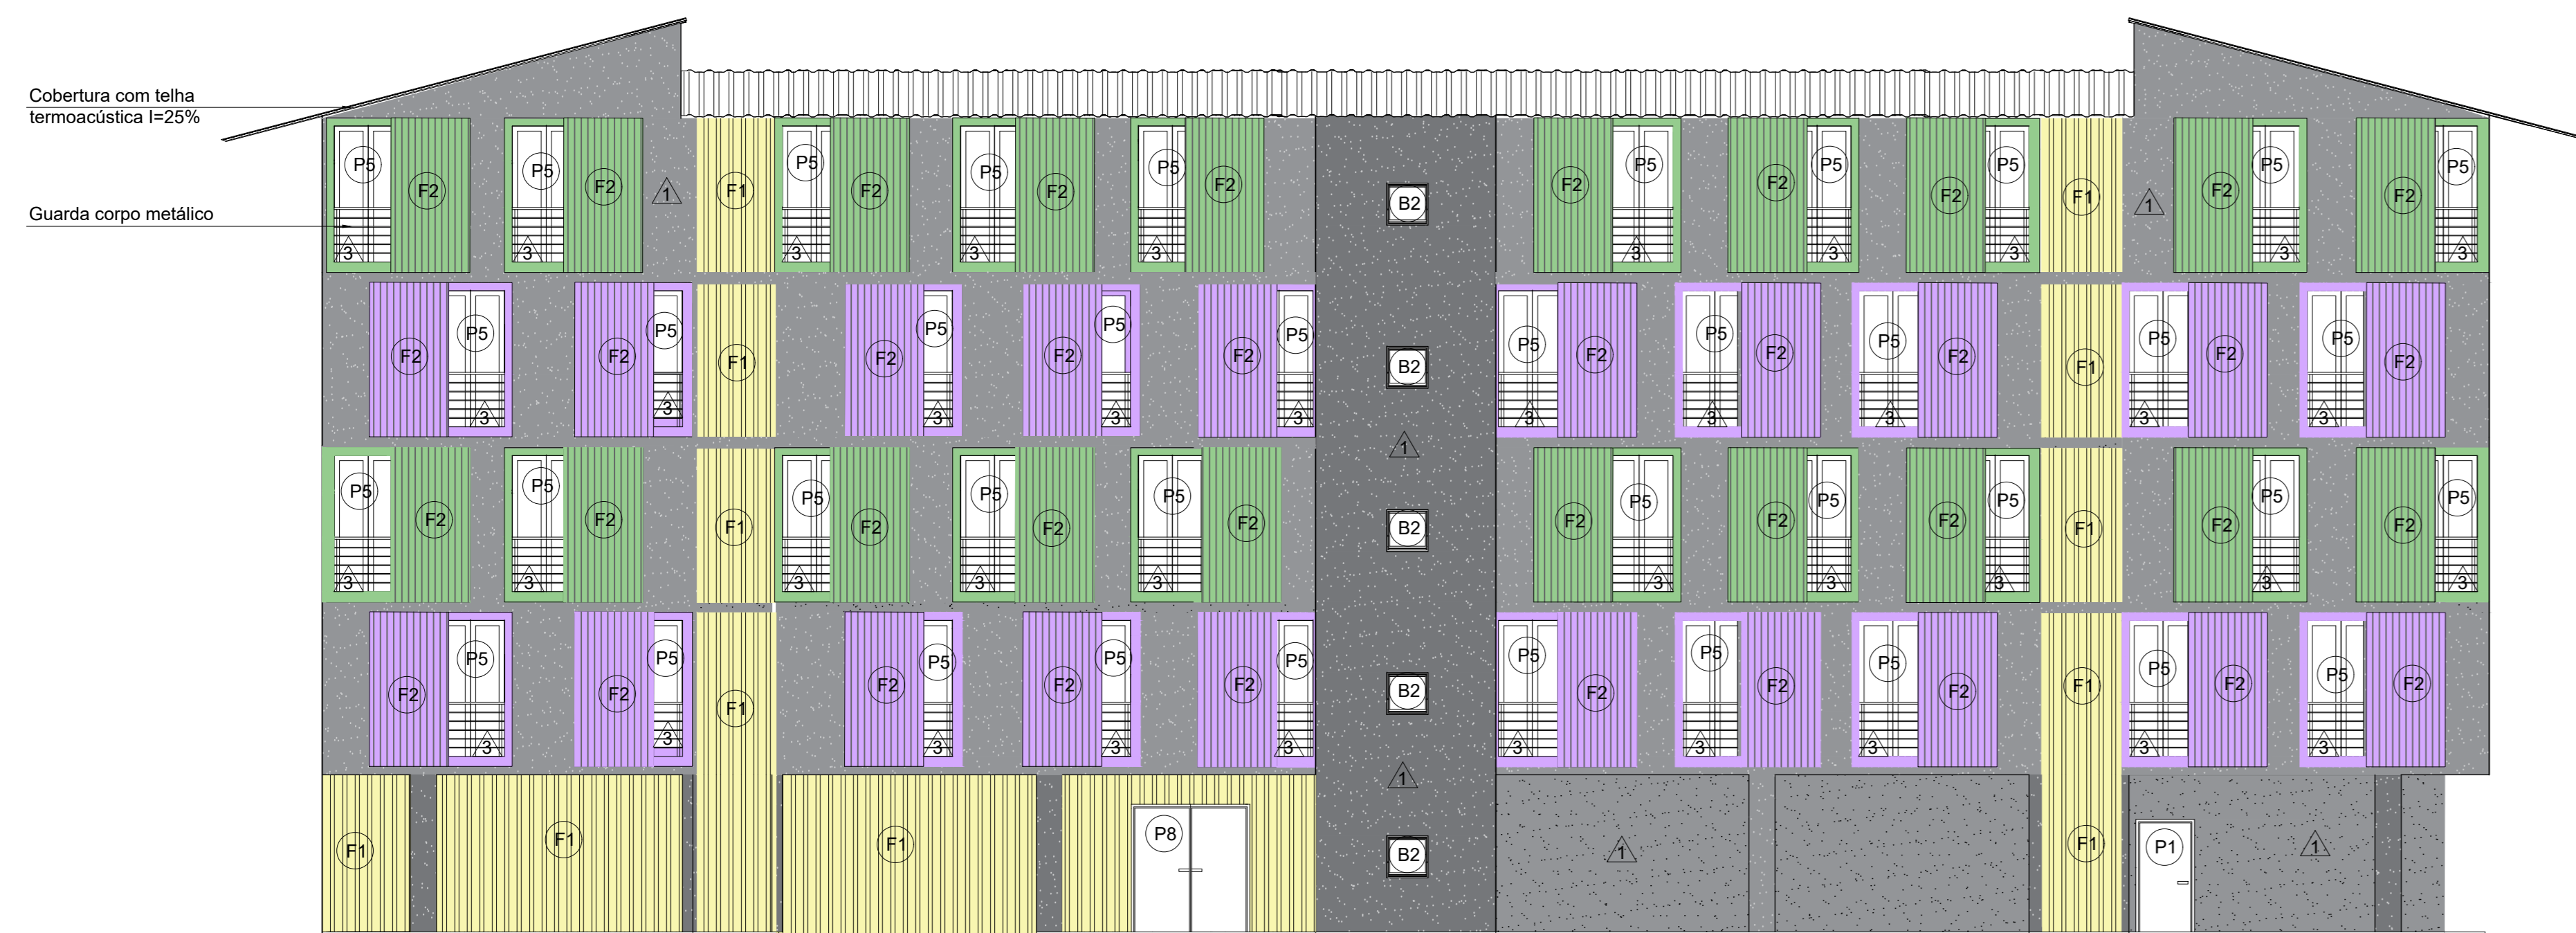 Cobertura com telha
termoacústica I=25%
Guarda corpo metálico
P5 F2 P5 F2 1 F1 P5 F2 P5 F2 P5 F2 B2 F2 P5 F2 P5 F2 P5 F1 1 F2 P5 F2 P5
3 3 3 3 3 3 3 3 3 3
F2 P5 F2 P5 F1 F2 P5 F2 P5 F2 P5 B2 P5 F2 P5 F2 P5 F2 F1 P5 F2 P5 F2
3 3 3 3 3 3 3 3 3 3
1
P5 F2 P5 F2 F1 P5 F2 P5 F2 P5 F2 B2 F2 P5 F2 P5 F2 P5 F1 F2 P5 F2 P5
3 3 3 3 3 3 3 3 3 3
F2 P5 F2 P5 F1 F2 P5 F2 P5 F2 P5 B2 P5 F2 P5 F2 P5 F2 F1 P5 F2 P5 F2
3 3 3 3 3 3 3 3 3 3
1
F1 F1 F1 P8 B2 1 F1 P1 1